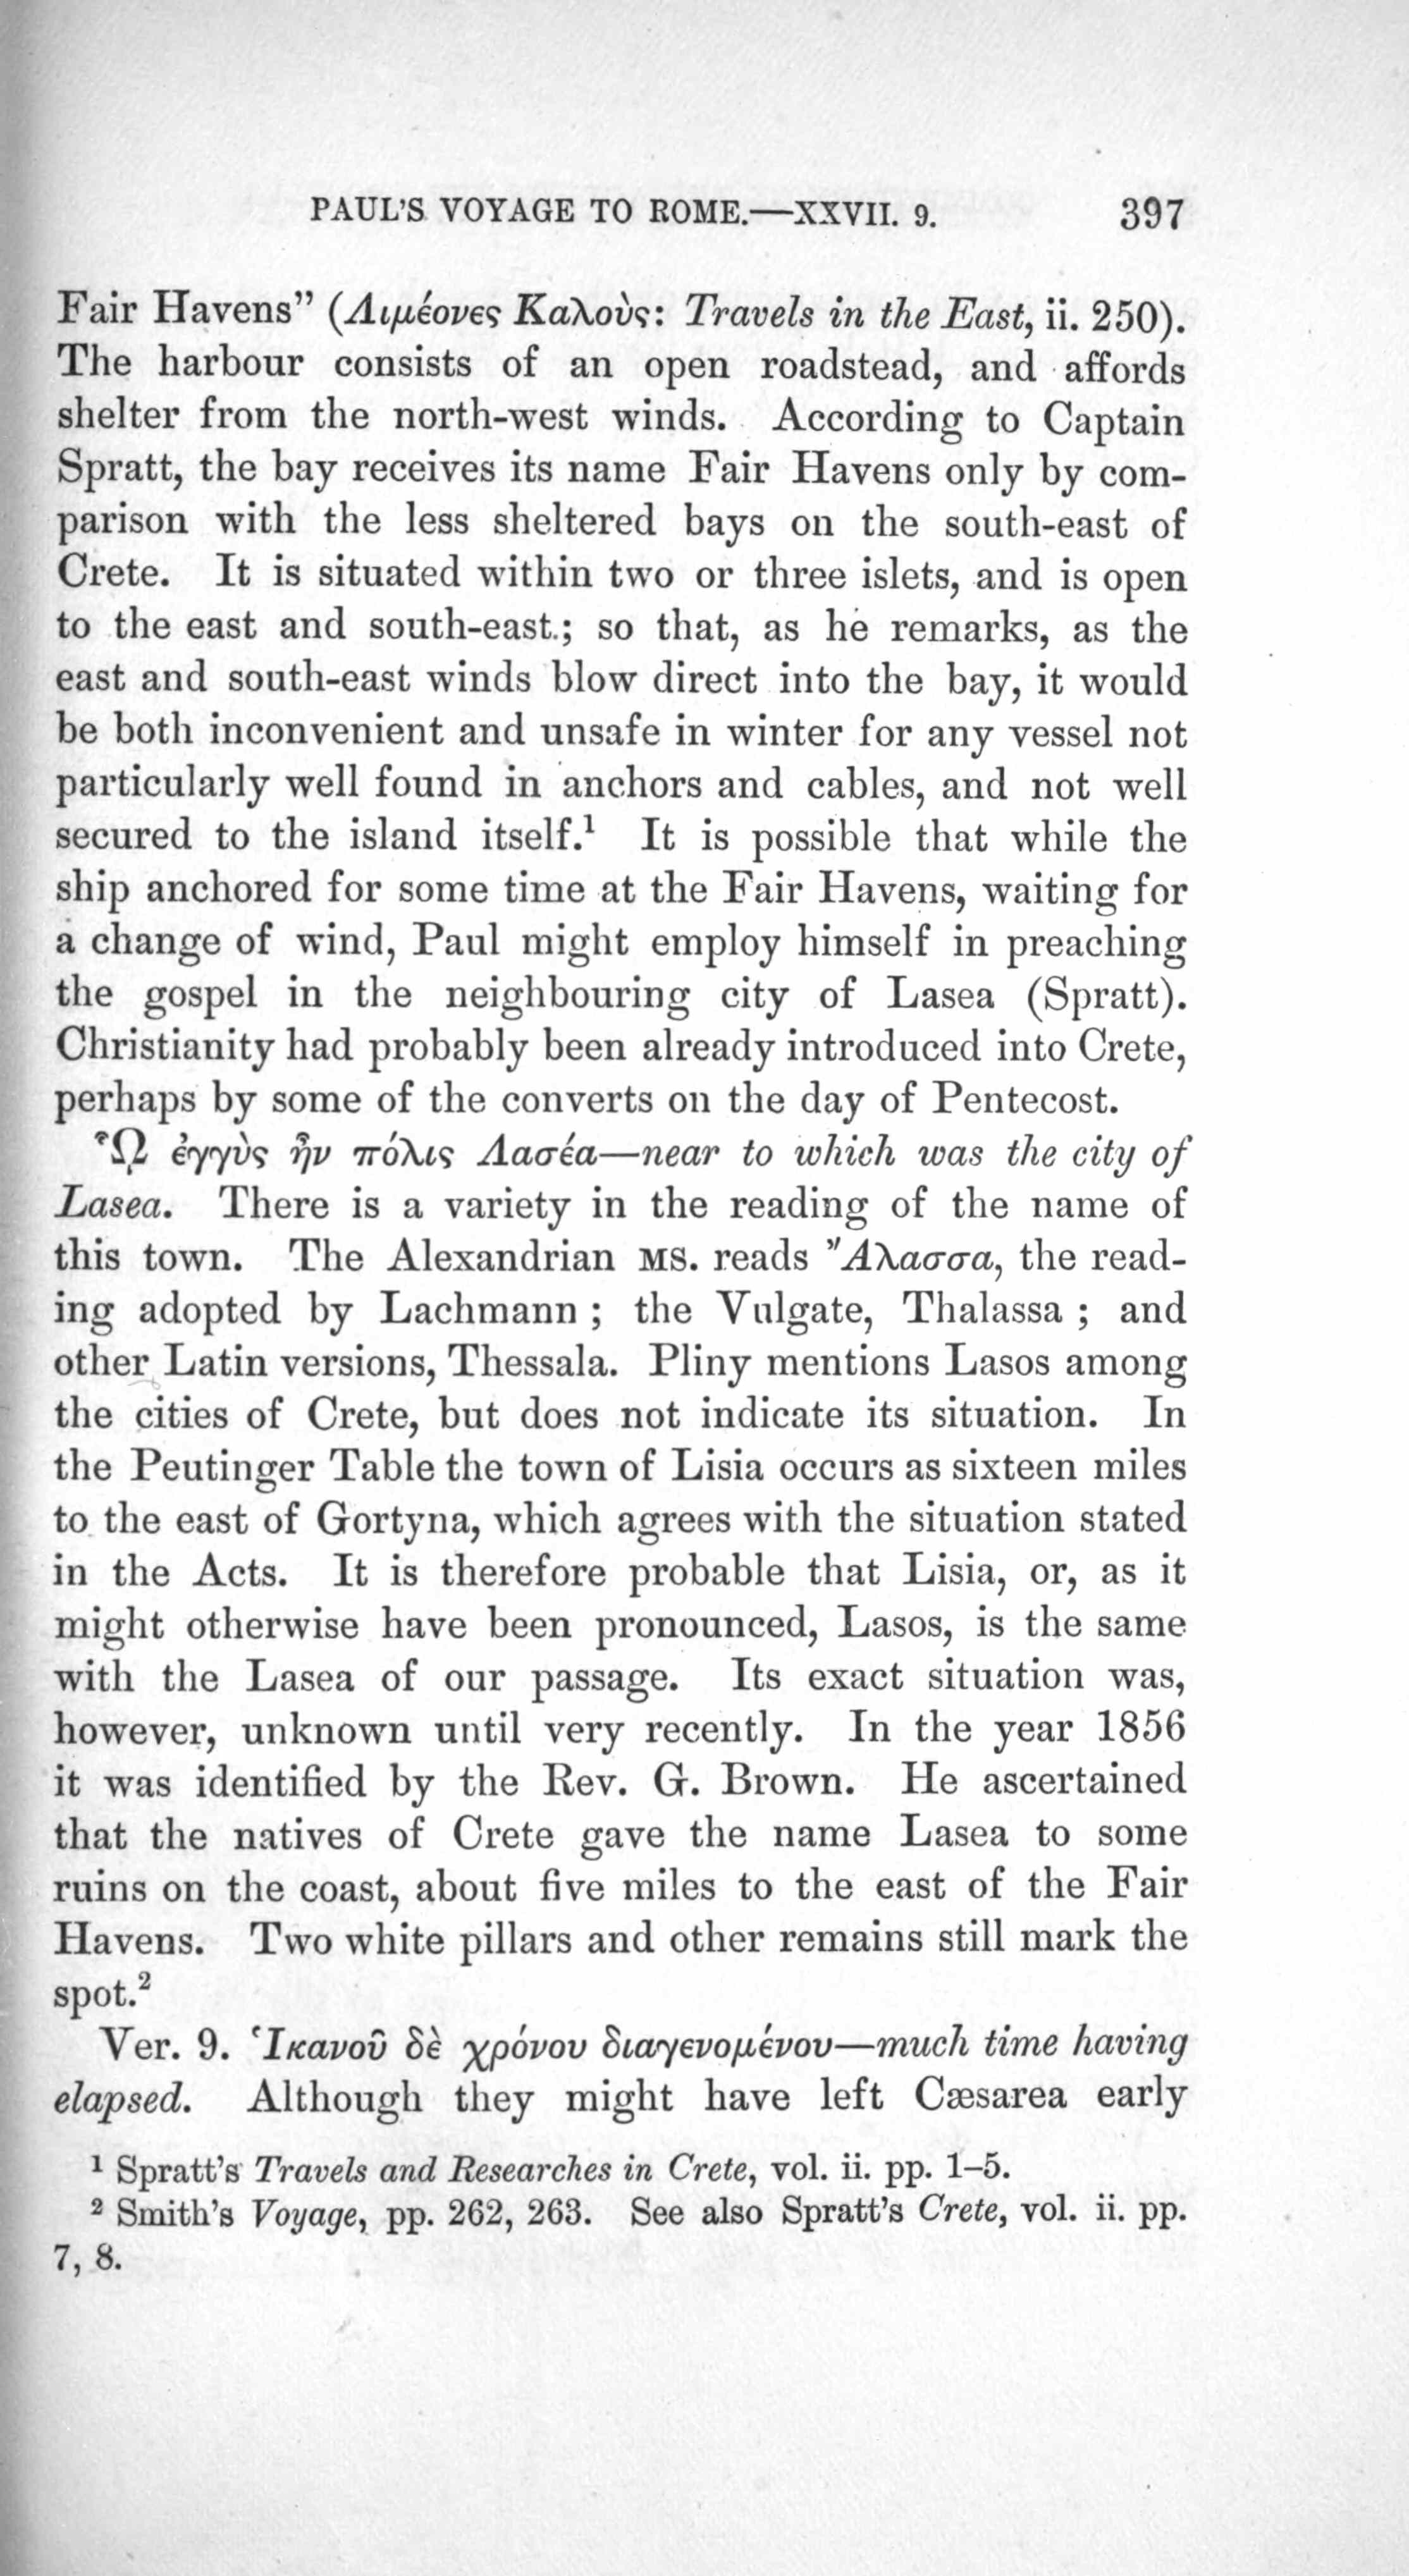 PAUL'S VOYAGE TO ROME.—XXVII. 9. 397
Fair Havens" (Λιμέονες Καλοὺς: Travels in the East, ii. 250).
The harbour consists of an open roadstead, and affords
shelter from the north-west winds. According to Captain
Spratt, the bay receives its name Fair Havens only by com-
parison with the less sheltered bays on the south-east of
Crete. It is situated within two or three islets, and is open
to the east and south-east; so that, as he remarks, as the
east and south-east winds blow direct into the bay, it would
be both inconvenient and unsafe in winter for any vessel not
particularly well found in anchors and cables, and not well
secured to the island itself.¹ It is possible that while the
ship anchored for some time at the Fair Havens, waiting for
a change of wind, Paul might employ himself in preaching
the gospel in the neighbouring city of Lasea (Spratt).
Christianity had probably been already introduced into Crete,
perhaps by some of the converts on the day of Pentecost.
ᾯ ἐγγὺς ἦν πόλις Λασέα—near to which was the city of
Lasea. There is a variety in the reading of the name of
this town. The Alexandrian MS. reads Ἄλασσα, the read-
ing adopted by Lachmann; the Vulgate, Thalassa; and
other Latin versions, Thessala. Pliny mentions Lasos among
the cities of Crete, but does not indicate its situation. In
the Peutinger Table the town of Lisia occurs as sixteen miles
to the east of Gortyna, which agrees with the situation stated
in the Acts. It is therefore probable that Lisia, or, as it
might otherwise have been pronounced, Lasos, is the same
with the Lasea of our passage. Its exact situation was,
however, unknown until very recently. In the year 1856
it was identified by the Rev. G. Brown. He ascertained
that the natives of Crete gave the name Lasea to some
ruins on the coast, about five miles to the east of the Fair
Havens. Two white pillars and other remains still mark the
spot.²
Ver. 9. Ἱκανοῦ δὲ χρόνου διαγενομένου—much time having
elapsed. Although they might have left Cæsarea early
¹ Spratt's Travels and Researches in Crete, vol. ii. pp. 1–5.
² Smith's Voyage, pp. 262, 263. See also Spratt's Crete, vol. ii. pp.
7, 8.